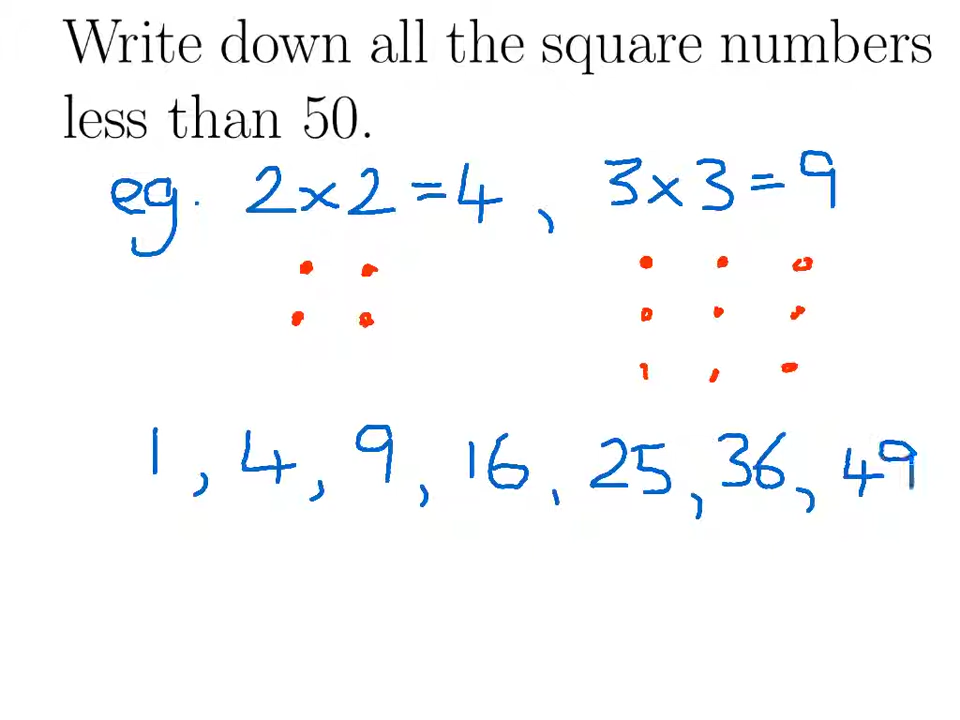 Write down all the square numbers
less than 50.
eg. 2×2=4, 3×3=9
1, 4, 9, 16, 25, 36, 49